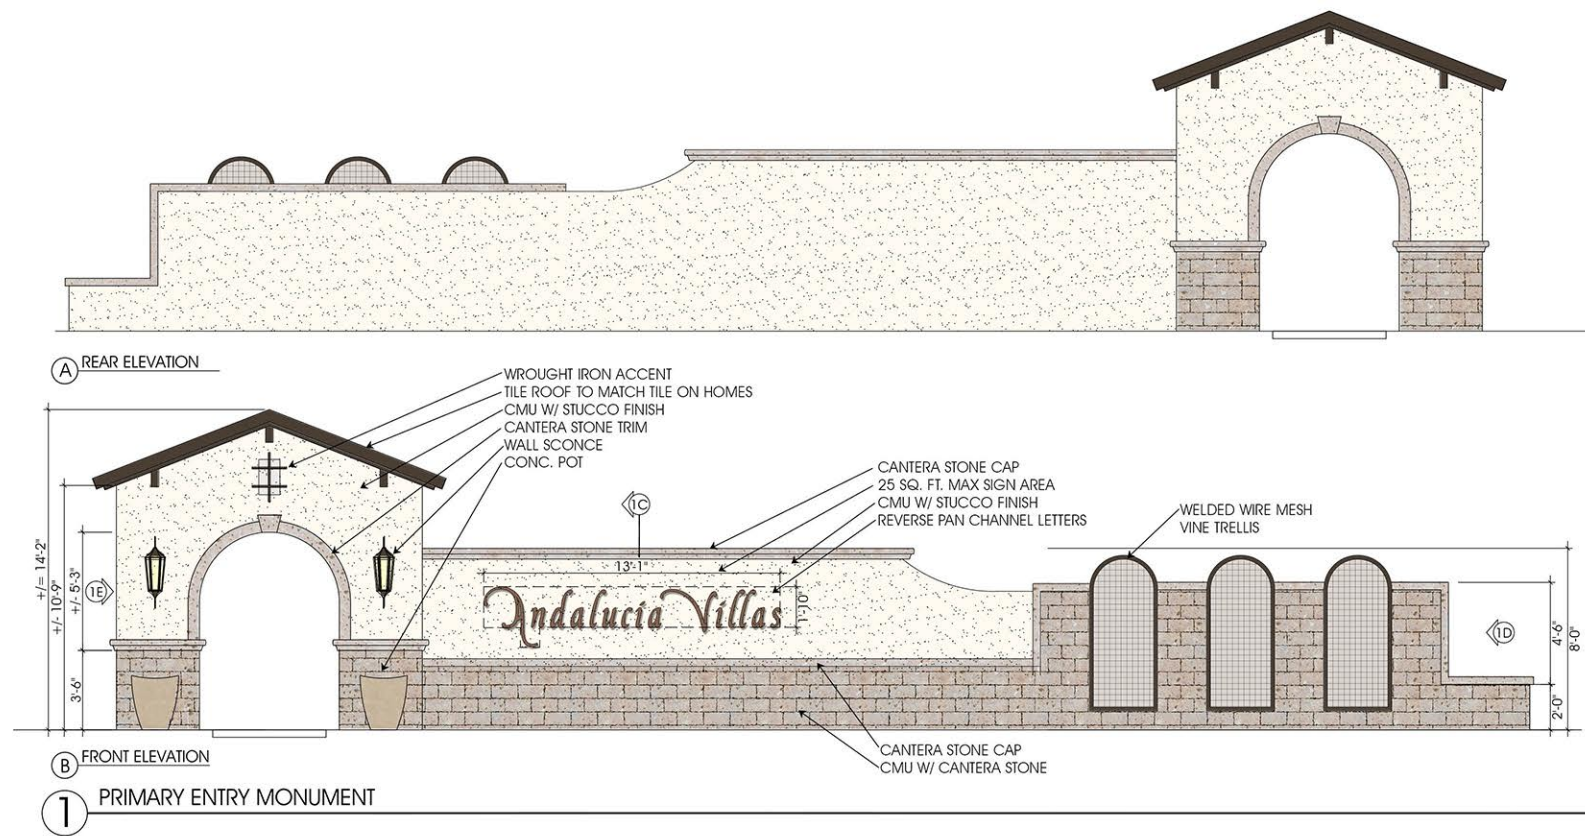 A REAR ELEVATION
WROUGHT IRON ACCENT
TILE ROOF TO MATCH TILE ON HOMES
CMU W/ STUCCO FINISH
CANTERA STONE TRIM
WALL SCONCE
CONC. POT
CANTERA STONE CAP
25 SQ. FT. MAX SIGN AREA
CMU W/ STUCCO FINISH
REVERSE PAN CHANNEL LETTERS
WELDED WIRE MESH
VINE TRELLIS
1C
13'-1"
1'-10"
Andalucia Villas
+/= 14'-2"
+/- 10'-9"
+/- 5'-3"
3'-6"
1E
1D
4'-6"
8'-0"
2'-0"
CANTERA STONE CAP
CMU W/ CANTERA STONE
B FRONT ELEVATION
1 PRIMARY ENTRY MONUMENT